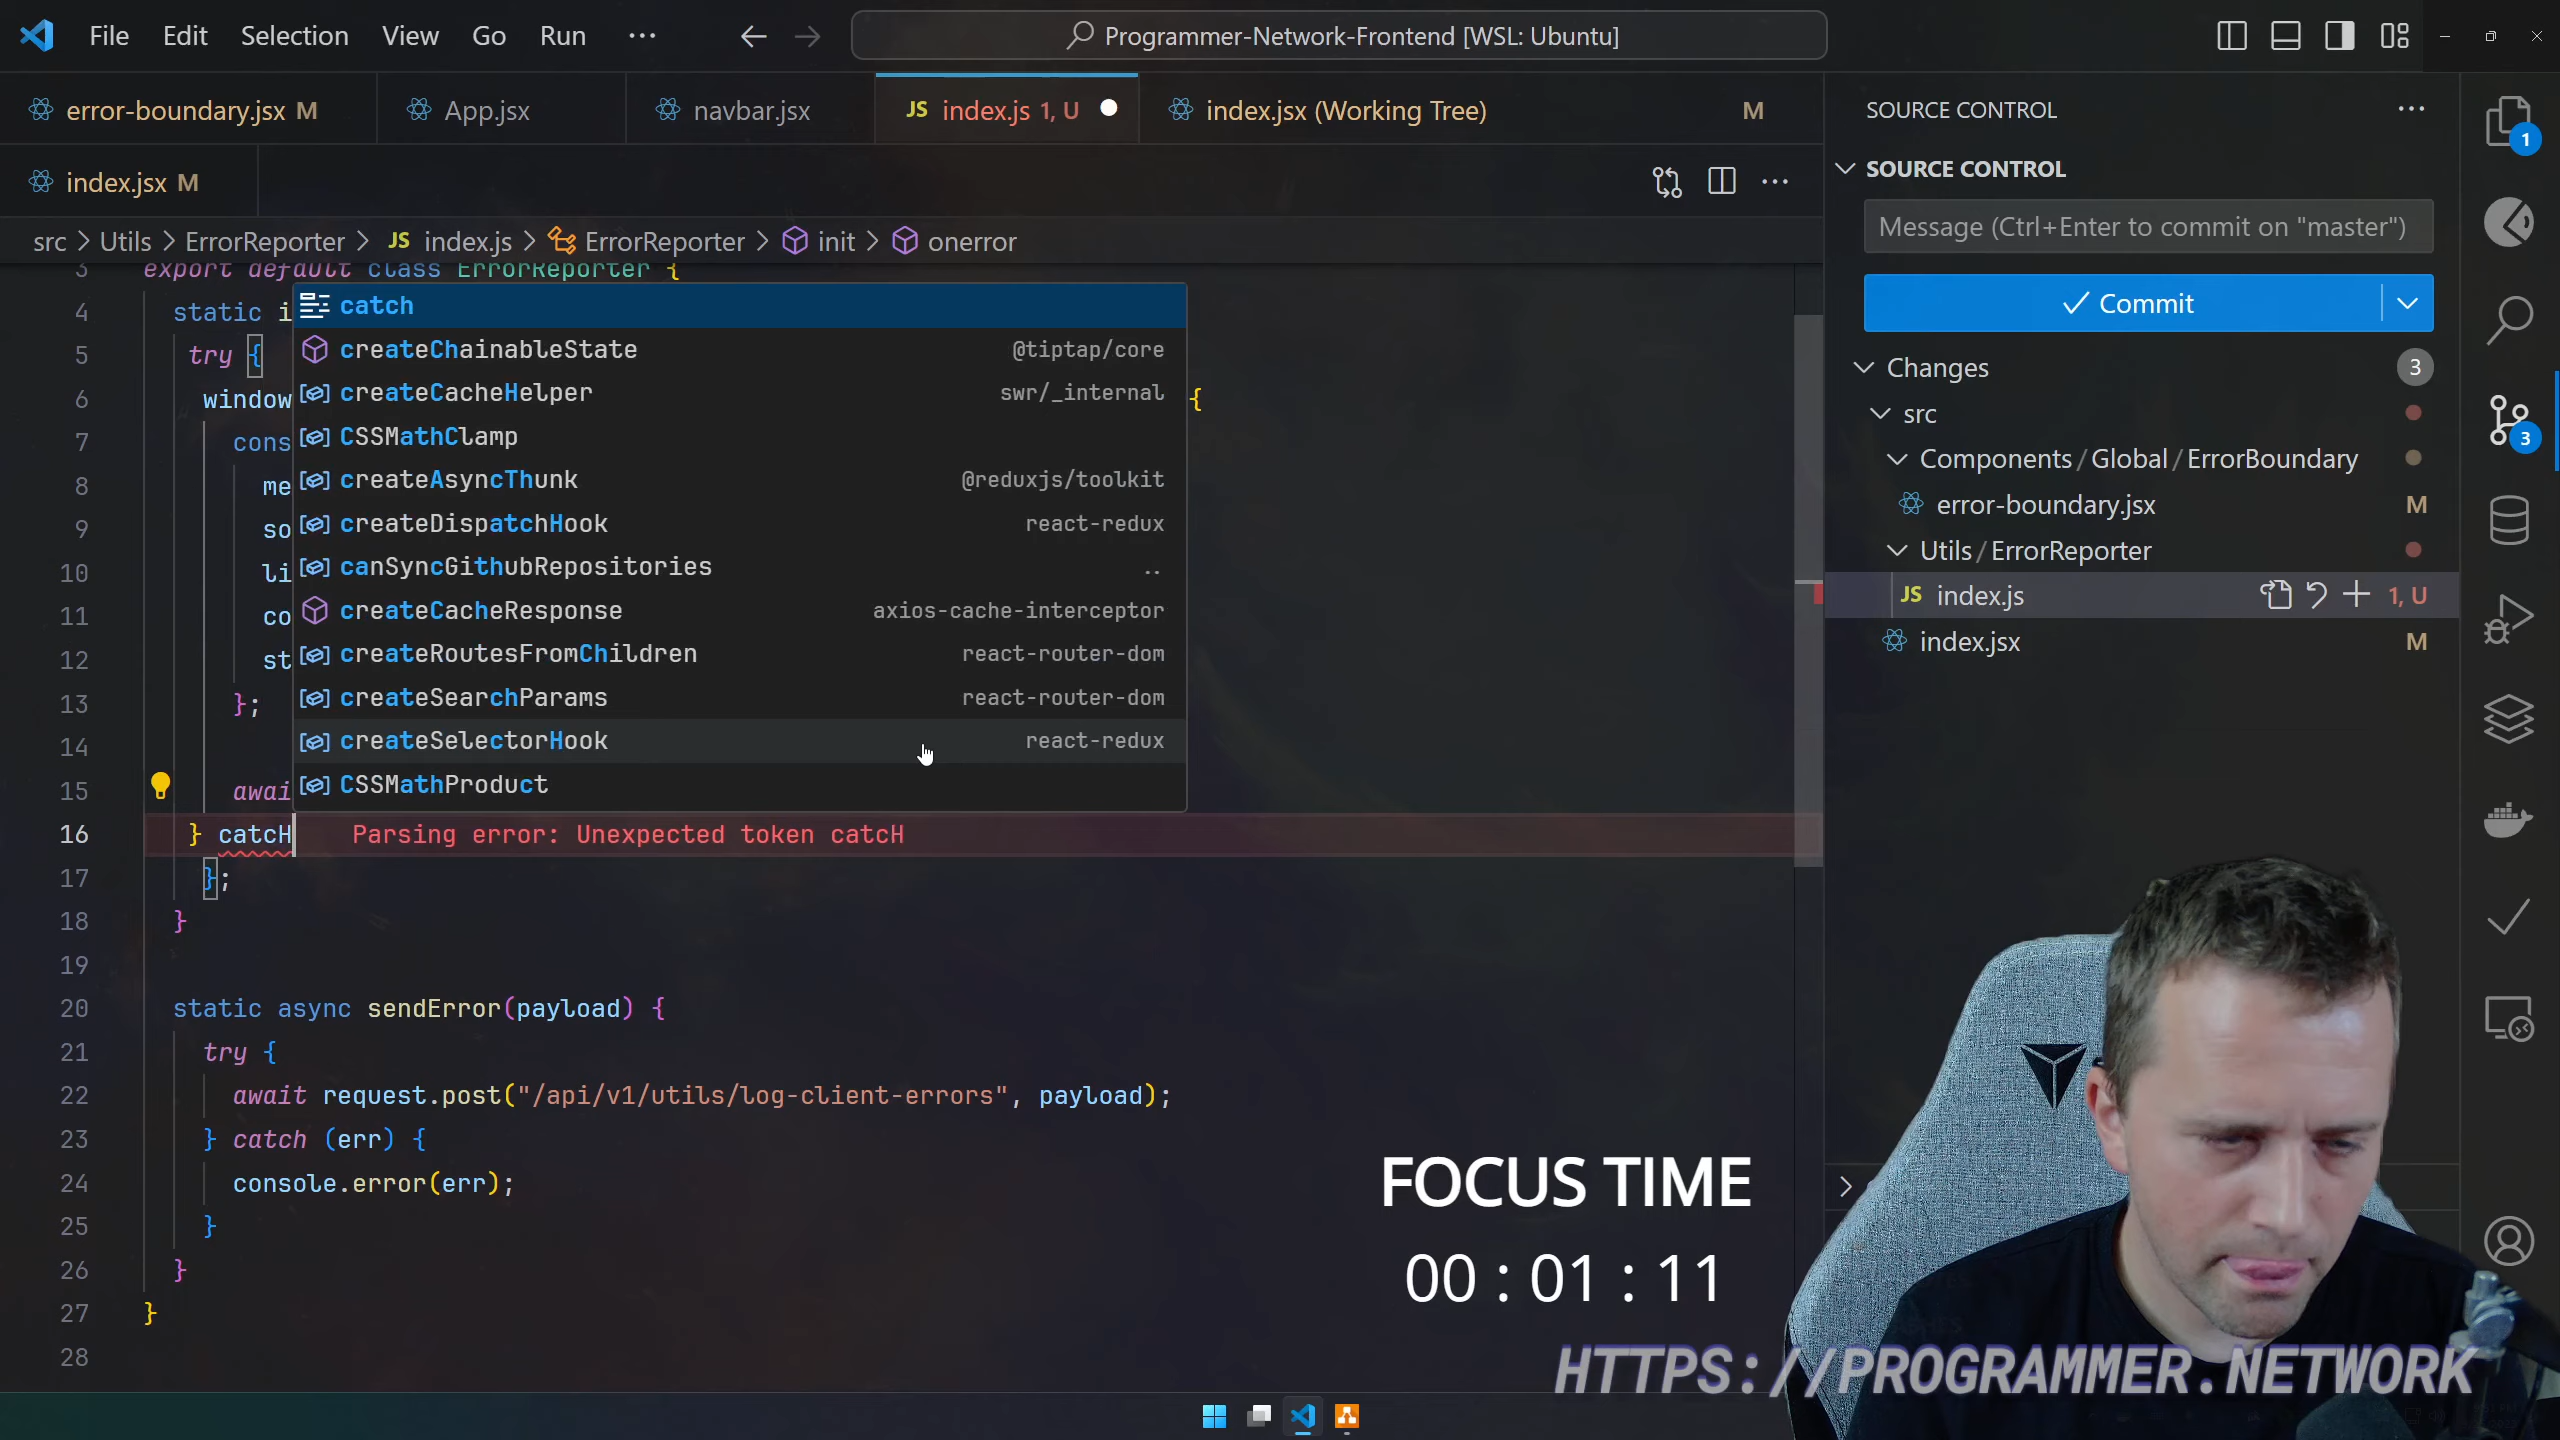 File Edit Selection View Go Run ···
Programmer-Network-Frontend [WSL: Ubuntu]
error-boundary.jsx M
App.jsx
navbar.jsx
JS index.js 1, U
index.jsx (Working Tree) M
index.jsx M
src > Utils > ErrorReporter > JS index.js > ErrorReporter > init > onerror
3 export default class ErrorReporter {
4 static i
5 try {
6 window {
7 cons
8 me
9 so
10 li
11 co
12 st
13 };
14
15 awai
16 } catcH Parsing error: Unexpected token catcH
17 };
18 }
19
20 static async sendError(payload) {
21 try {
22 await request.post("/api/v1/utils/log-client-errors", payload);
23 } catch (err) {
24 console.error(err);
25 }
26 }
27 }
28
catch
createChainableState @tiptap/core
createCacheHelper swr/_internal
CSSMathClamp
createAsyncThunk @reduxjs/toolkit
createDispatchHook react-redux
canSyncGithubRepositories ..
createCacheResponse axios-cache-interceptor
createRoutesFromChildren react-router-dom
createSearchParams react-router-dom
createSelectorHook react-redux
CSSMathProduct
SOURCE CONTROL ···
SOURCE CONTROL
Message (Ctrl+Enter to commit on "master")
Commit
Changes 3
src
Components / Global / ErrorBoundary
error-boundary.jsx M
Utils / ErrorReporter
JS index.js 1, U
index.jsx M
1
3
FOCUS TIME
00 : 01 : 11
HTTPS://PROGRAMMER.NETWORK